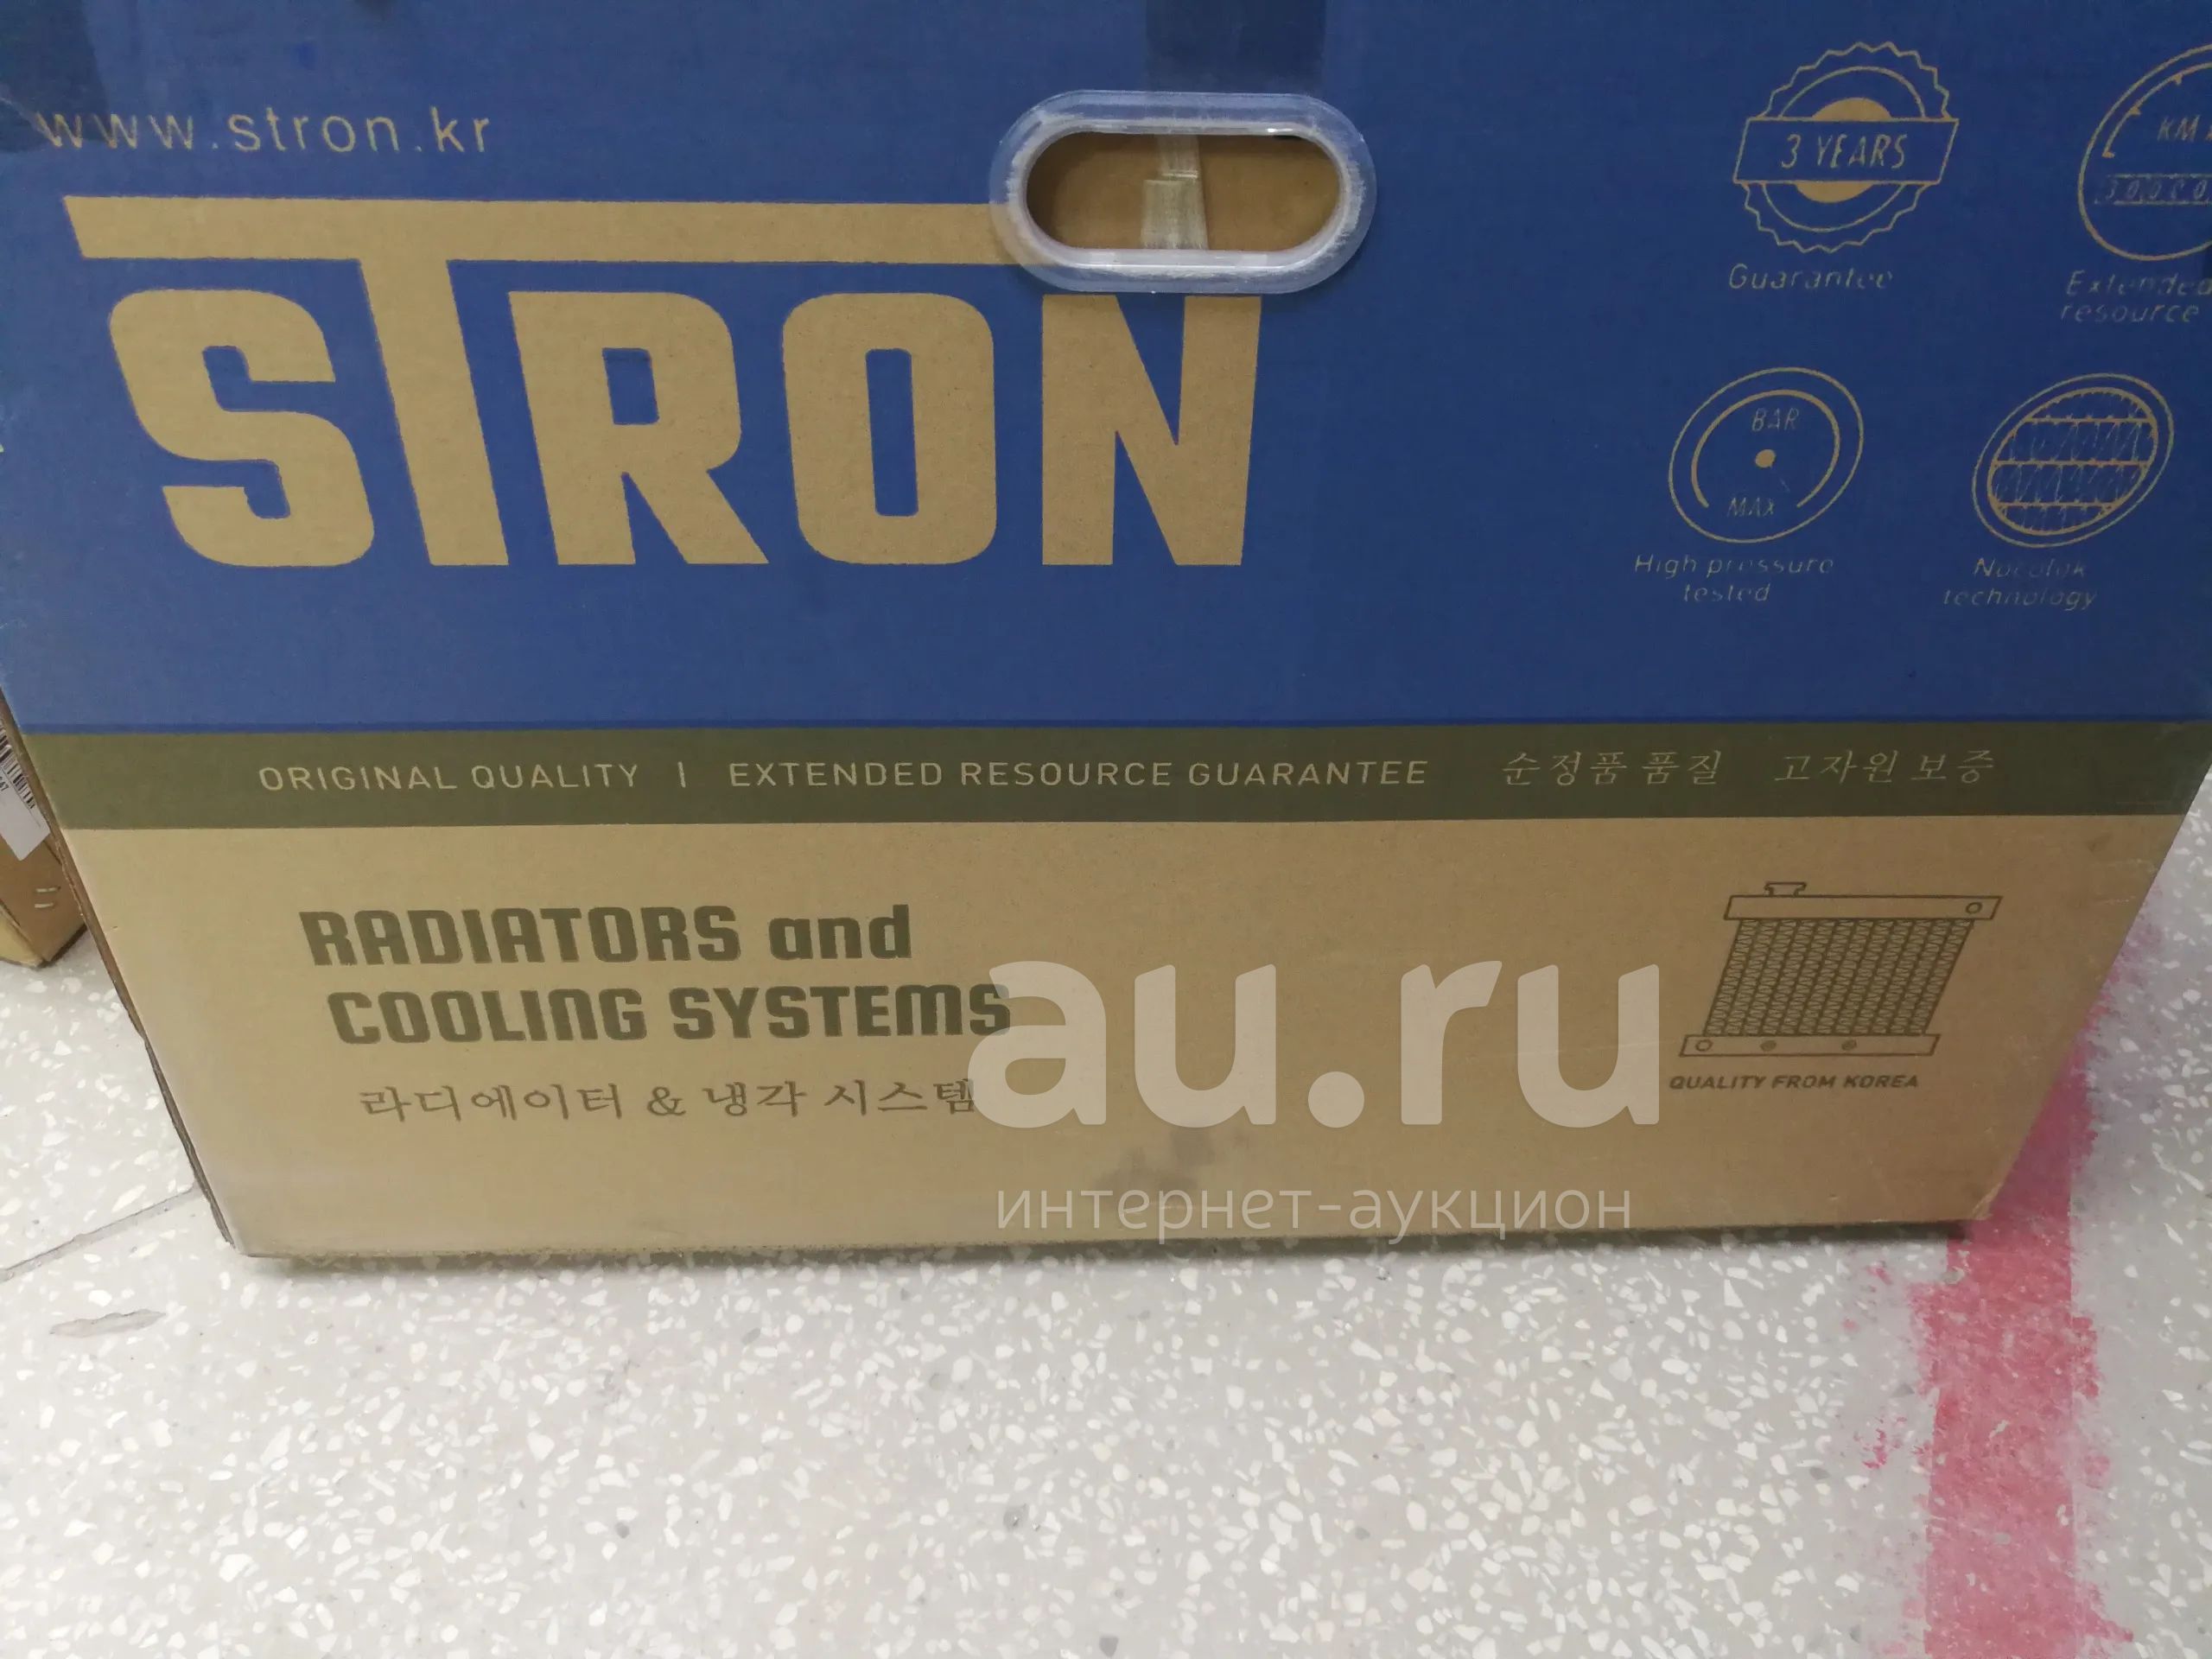 www.stron.kr
STRON
3 YEARS
Guarantee
KM
Extended
resource
BAR
MAX
High pressure
tested
Nocolok
technology
ORIGINAL QUALITY | EXTENDED RESOURCE GUARANTEE 순정품 품질 고자원 보증
RADIATORS and
COOLING SYSTEMS
라디에이터 & 냉각 시스템
QUALITY FROM KOREA
au.ru
интернет-аукцион